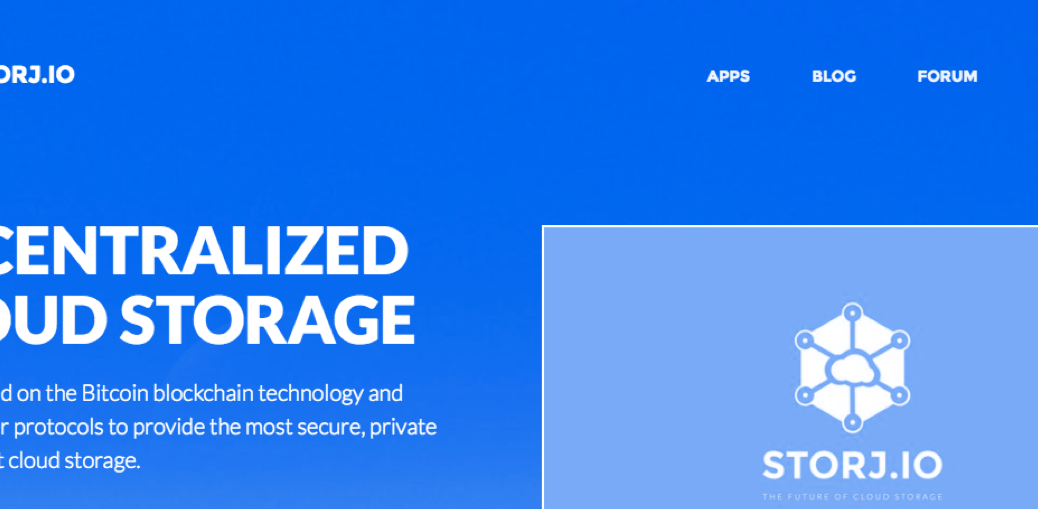 ORJ.IO
APPS
BLOG
FORUM
CENTRALIZED
OUD STORAGE
d on the Bitcoin blockchain technology and
r protocols to provide the most secure, private
t cloud storage.
STORJ.IO
THE FUTURE OF CLOUD STORAGE